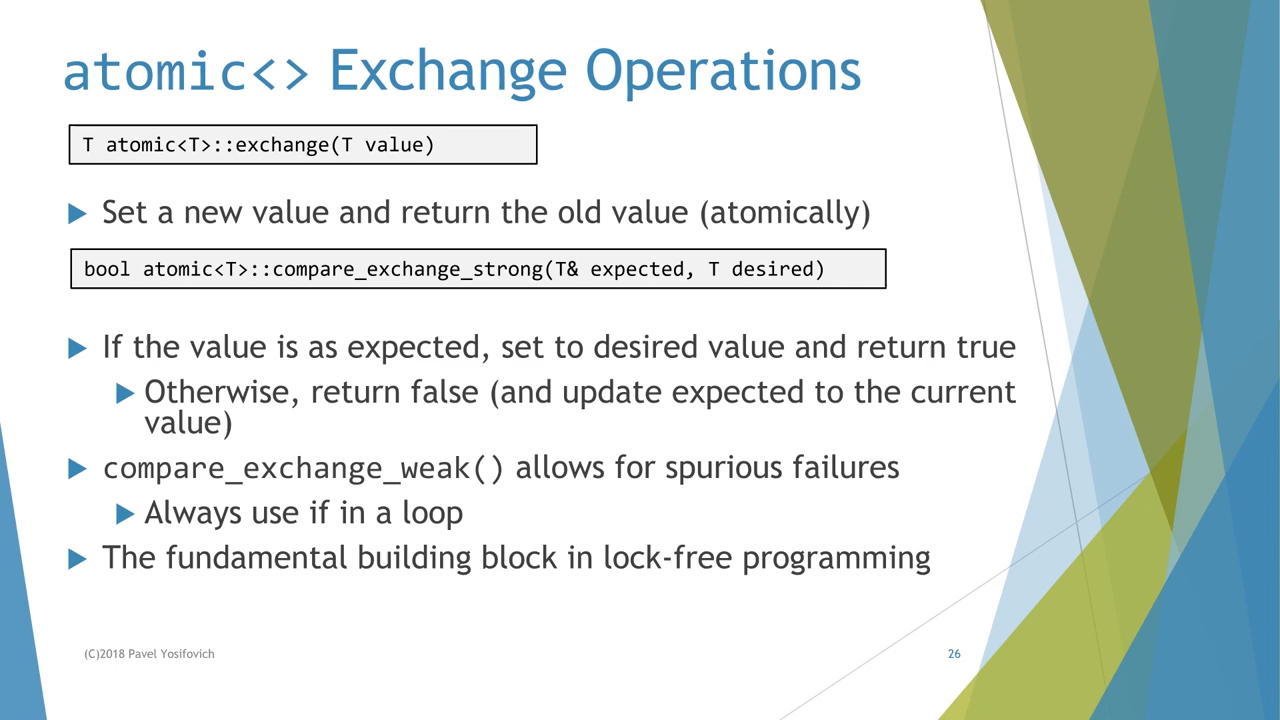 atomic<> Exchange Operations
T atomic<T>::exchange(T value)
Set a new value and return the old value (atomically)
bool atomic<T>::compare_exchange_strong(T& expected, T desired)
If the value is as expected, set to desired value and return true
Otherwise, return false (and update expected to the current
value)
compare_exchange_weak() allows for spurious failures
Always use if in a loop
The fundamental building block in lock-free programming
(C)2018 Pavel Yosifovich
26